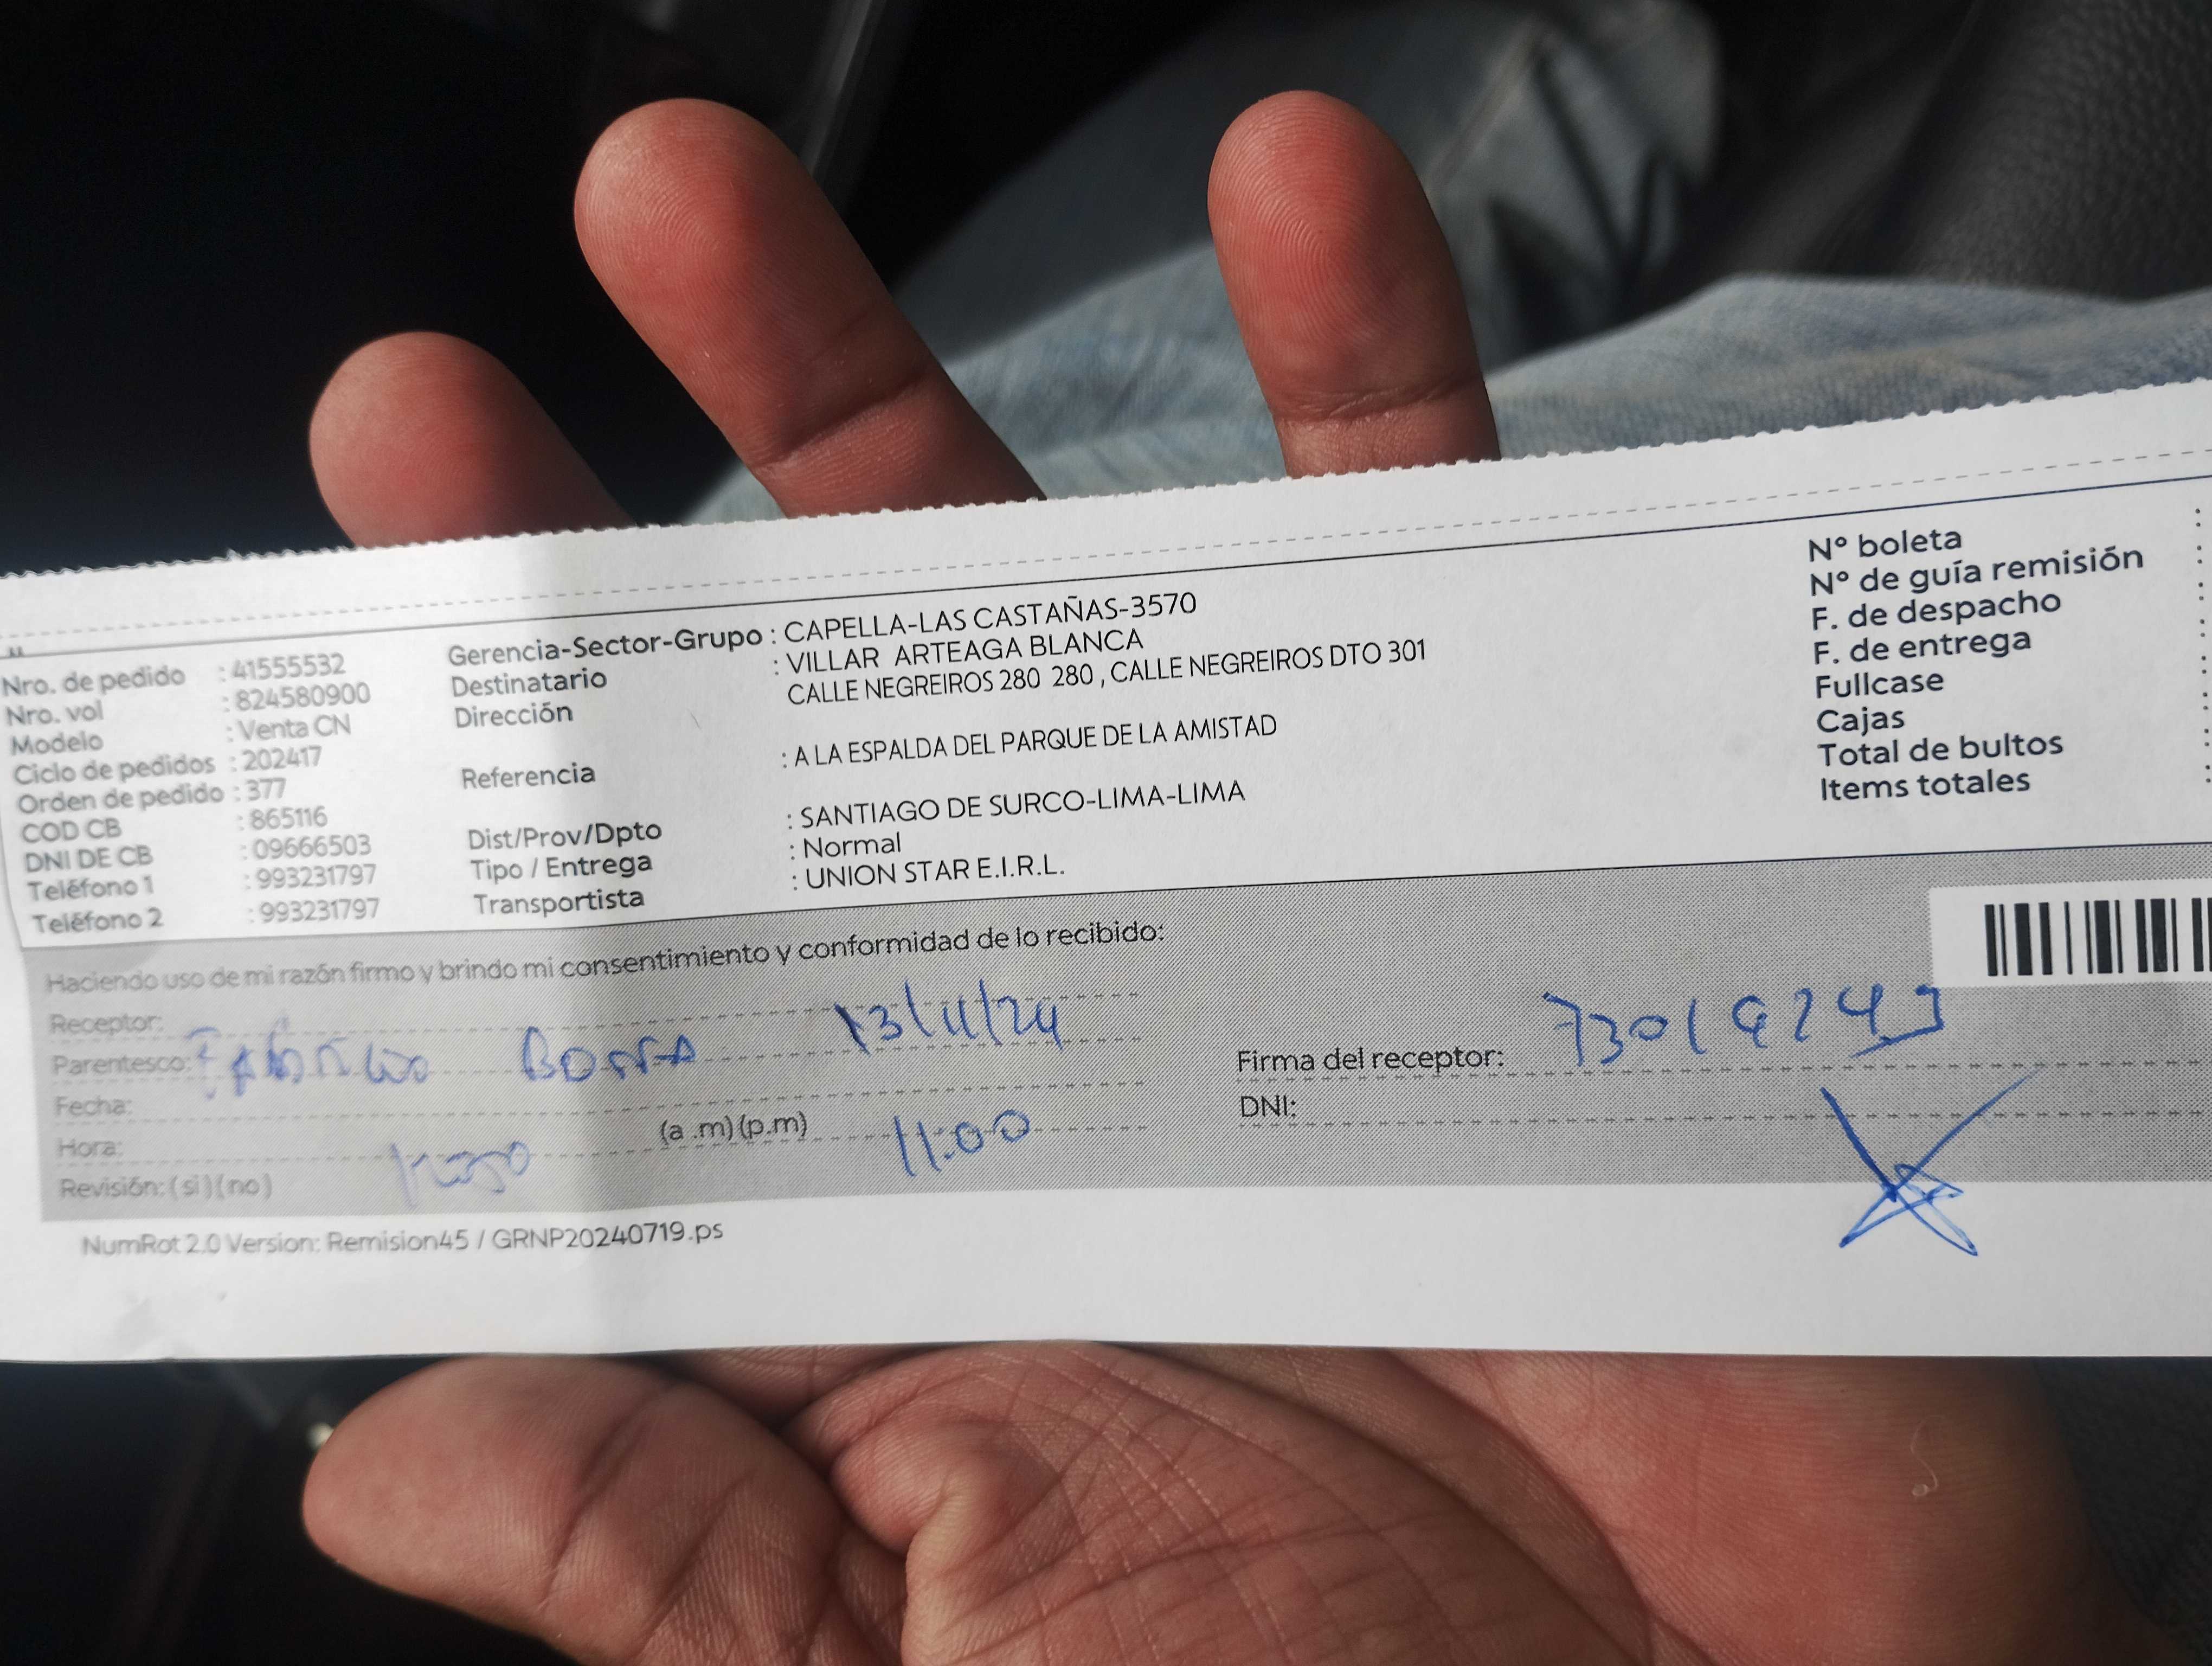 Nro. de pedido : 41555532
Nro. vol : 824580900
Modelo : Venta CN
Ciclo de pedidos : 202417
Orden de pedido : 377
COD CB : 865116
DNI DE CB : 09666503
Teléfono 1 : 993231797
Teléfono 2 : 993231797
Gerencia-Sector-Grupo : CAPELLA-LAS CASTAÑAS-3570
Destinatario : VILLAR ARTEAGA BLANCA
Dirección CALLE NEGREIROS 280 280 , CALLE NEGREIROS DTO 301
Referencia : A LA ESPALDA DEL PARQUE DE LA AMISTAD
Dist/Prov/Dpto : SANTIAGO DE SURCO-LIMA-LIMA
Tipo / Entrega : Normal
Transportista : UNION STAR E.I.R.L.
Nº boleta :
Nº de guía remisión :
F. de despacho :
F. de entrega :
Fullcase :
Cajas :
Total de bultos :
Items totales :
Haciendo uso de mi razón firmo y brindo mi consentimiento y conformidad de lo recibido:
Receptor: 13/11/24
Parentesco:
Fecha:
Hora: (a .m)(p.m) 11:00
Revisión: (si)(no)
Firma del receptor:
DNI:
NumRot 2.0 Version: Remision45 / GRNP20240719.ps